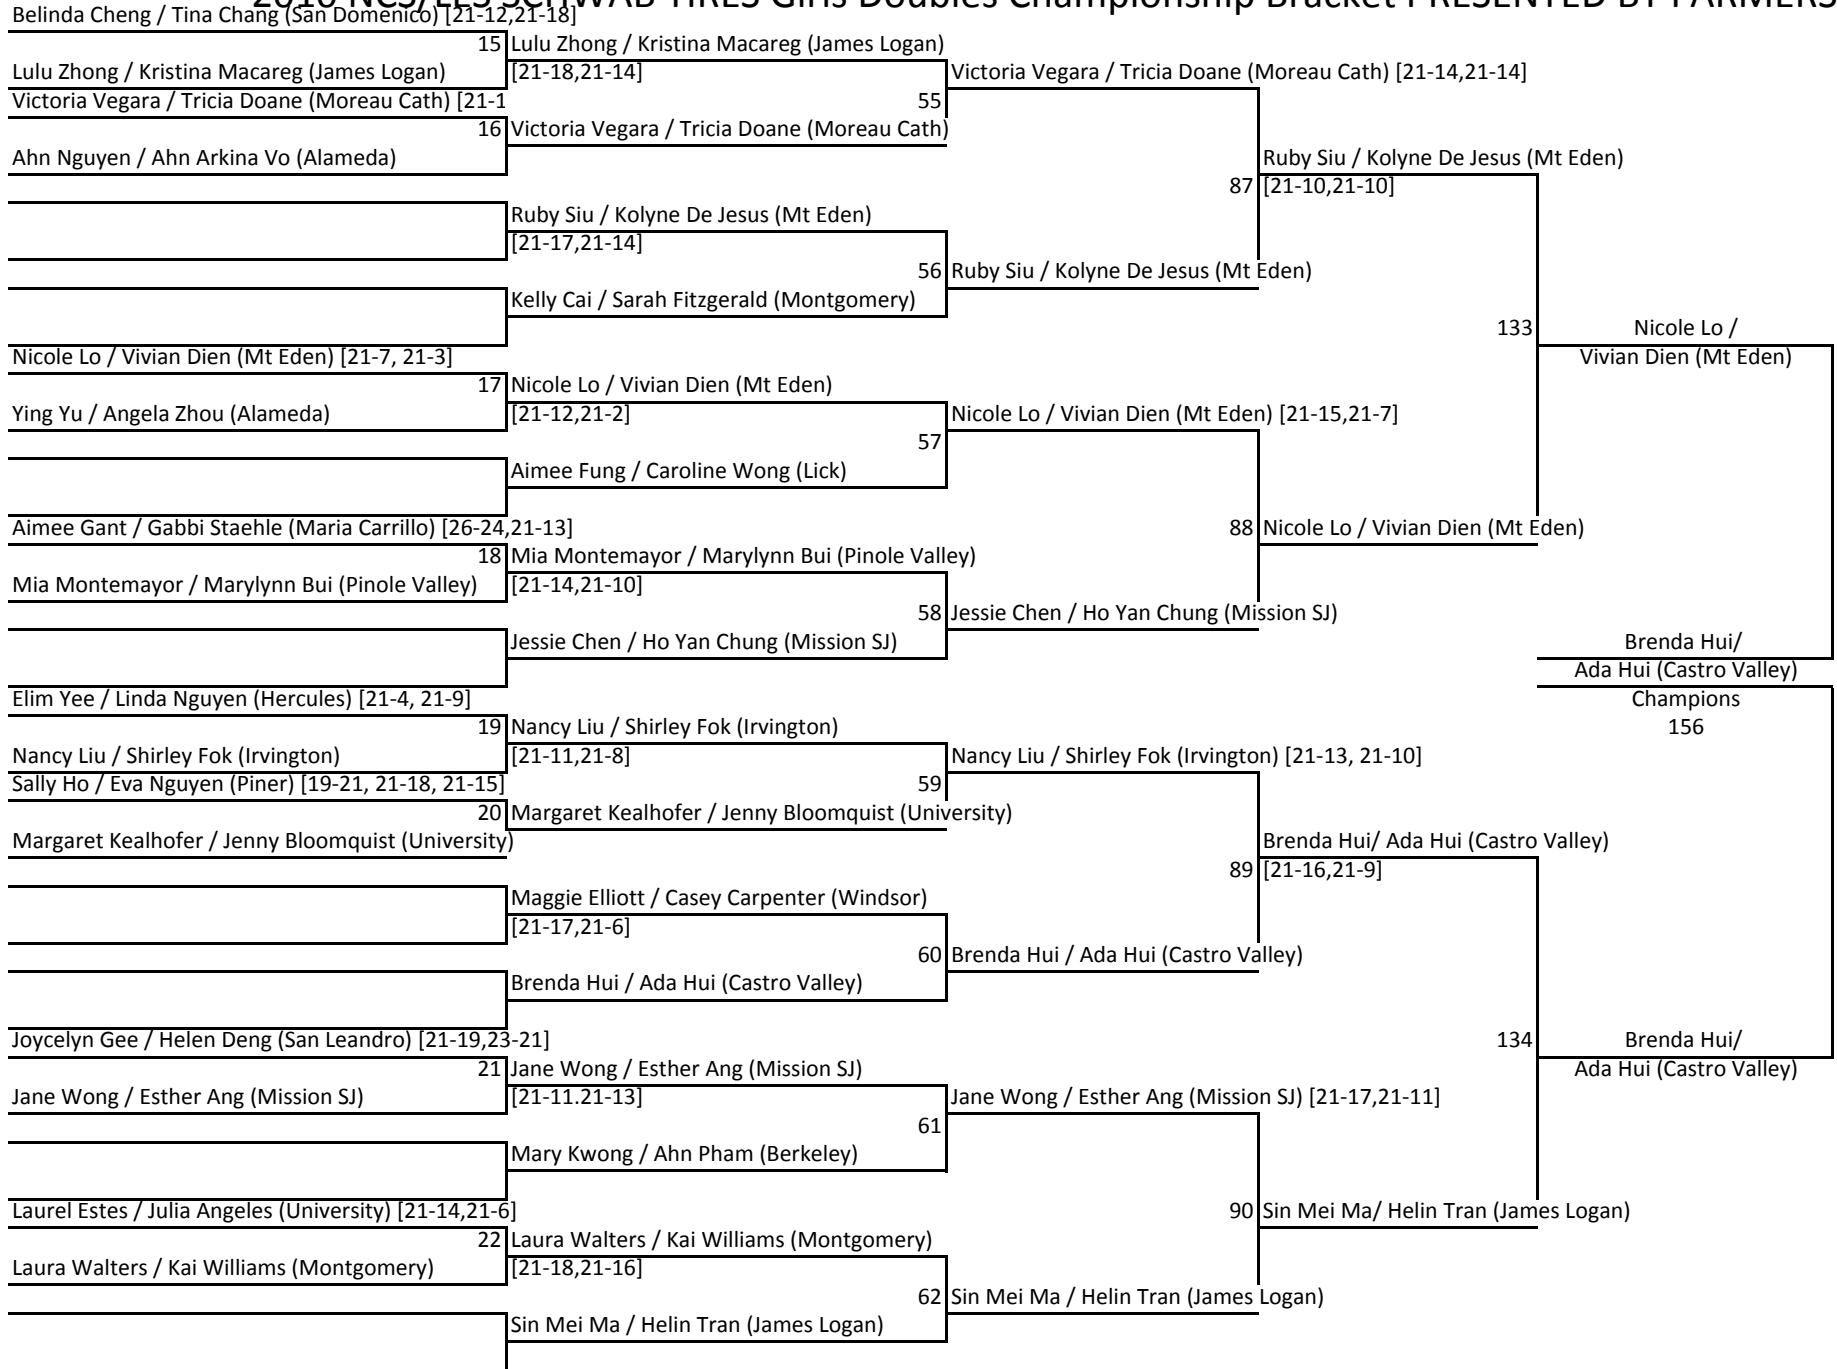 2010 NCS/LES SCHWAB TIRES Girls Doubles Championship Bracket PRESENTED BY FARMERS
Belinda Cheng / Tina Chang (San Domenico) [21-12,21-18]
15 Lulu Zhong / Kristina Macareg (James Logan)
Lulu Zhong / Kristina Macareg (James Logan)
[21-18,21-14]
Victoria Vegara / Tricia Doane (Moreau Cath) [21-14,21-14]
Victoria Vegara / Tricia Doane (Moreau Cath) [21-1
55
16 Victoria Vegara / Tricia Doane (Moreau Cath)
Ahn Nguyen / Ahn Arkina Vo (Alameda)
Ruby Siu / Kolyne De Jesus (Mt Eden)
87 [21-10,21-10]
Ruby Siu / Kolyne De Jesus (Mt Eden)
[21-17,21-14]
56 Ruby Siu / Kolyne De Jesus (Mt Eden)
Kelly Cai / Sarah Fitzgerald (Montgomery)
133
Nicole Lo /
Vivian Dien (Mt Eden)
Nicole Lo / Vivian Dien (Mt Eden) [21-7, 21-3]
17 Nicole Lo / Vivian Dien (Mt Eden)
Ying Yu / Angela Zhou (Alameda)
[21-12,21-2]
Nicole Lo / Vivian Dien (Mt Eden) [21-15,21-7]
57
Aimee Fung / Caroline Wong (Lick)
Aimee Gant / Gabbi Staehle (Maria Carrillo) [26-24,21-13]
88 Nicole Lo / Vivian Dien (Mt Eden)
18 Mia Montemayor / Marylynn Bui (Pinole Valley)
Mia Montemayor / Marylynn Bui (Pinole Valley)
[21-14,21-10]
58 Jessie Chen / Ho Yan Chung (Mission SJ)
Jessie Chen / Ho Yan Chung (Mission SJ)
Brenda Hui/
Ada Hui (Castro Valley)
Champions
156
Elim Yee / Linda Nguyen (Hercules) [21-4, 21-9]
19 Nancy Liu / Shirley Fok (Irvington)
Nancy Liu / Shirley Fok (Irvington)
[21-11,21-8]
Nancy Liu / Shirley Fok (Irvington) [21-13, 21-10]
Sally Ho / Eva Nguyen (Piner) [19-21, 21-18, 21-15]
59
20 Margaret Kealhofer / Jenny Bloomquist (University)
Margaret Kealhofer / Jenny Bloomquist (University)
Brenda Hui/ Ada Hui (Castro Valley)
89 [21-16,21-9]
Maggie Elliott / Casey Carpenter (Windsor)
[21-17,21-6]
60 Brenda Hui / Ada Hui (Castro Valley)
Brenda Hui / Ada Hui (Castro Valley)
Joycelyn Gee / Helen Deng (San Leandro) [21-19,23-21]
134
Brenda Hui/
Ada Hui (Castro Valley)
21 Jane Wong / Esther Ang (Mission SJ)
Jane Wong / Esther Ang (Mission SJ)
[21-11.21-13]
Jane Wong / Esther Ang (Mission SJ) [21-17,21-11]
61
Mary Kwong / Ahn Pham (Berkeley)
Laurel Estes / Julia Angeles (University) [21-14,21-6]
90 Sin Mei Ma/ Helin Tran (James Logan)
22 Laura Walters / Kai Williams (Montgomery)
Laura Walters / Kai Williams (Montgomery)
[21-18,21-16]
62 Sin Mei Ma / Helin Tran (James Logan)
Sin Mei Ma / Helin Tran (James Logan)